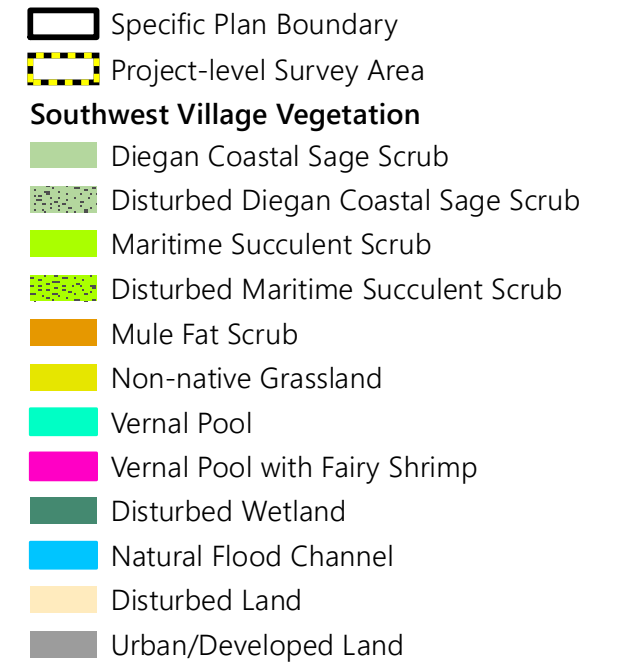 Specific Plan Boundary
Project-level Survey Area
Southwest Village Vegetation
Diegan Coastal Sage Scrub
Disturbed Diegan Coastal Sage Scrub
Maritime Succulent Scrub
Disturbed Maritime Succulent Scrub
Mule Fat Scrub
Non-native Grassland
Vernal Pool
Vernal Pool with Fairy Shrimp
Disturbed Wetland
Natural Flood Channel
Disturbed Land
Urban/Developed Land